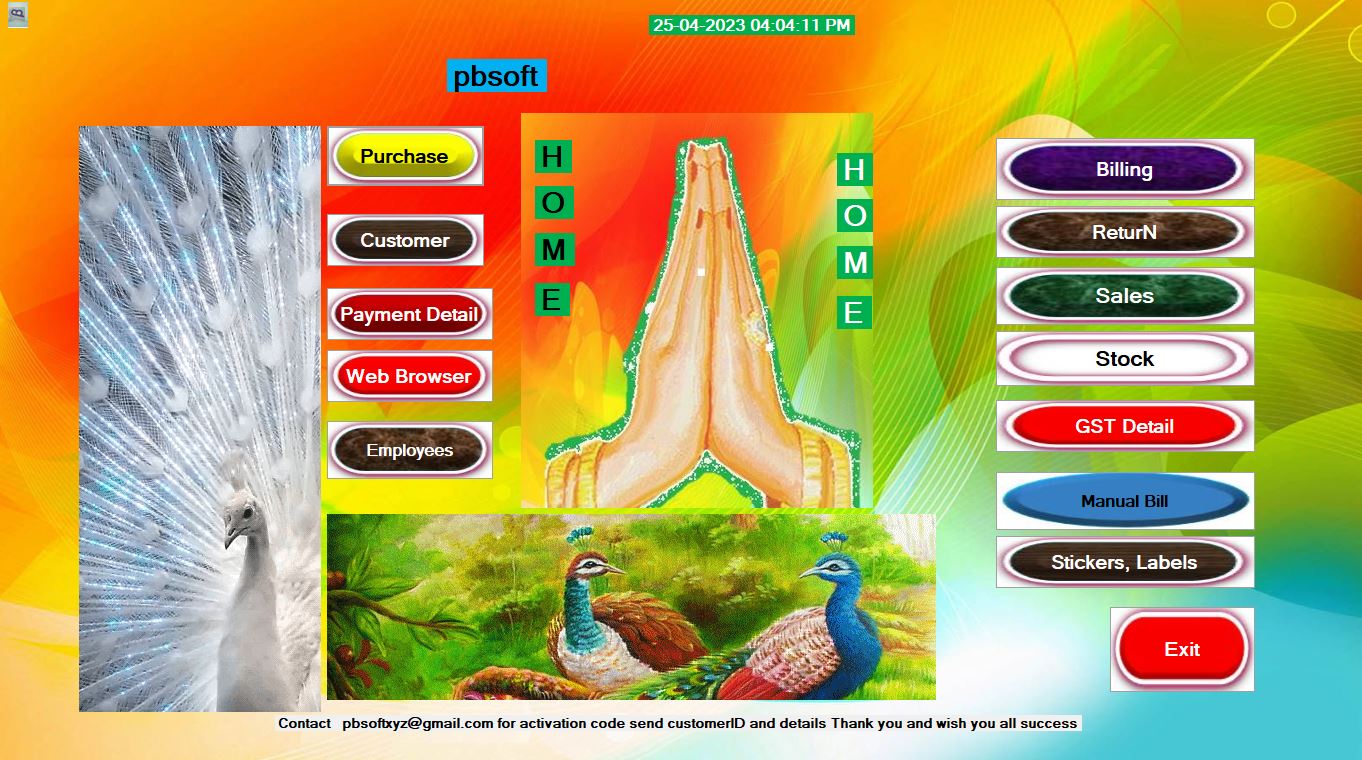 25-04-2023 04:04:11 PM
pbsoft
Purchase
Customer
Payment Detail
Web Browser
Employees
H
O
M
E
H
O
M
E
Billing
ReturN
Sales
Stock
GST Detail
Manual Bill
Stickers, Labels
Exit
Contact pbsoftxyz@gmail.com for activation code send customerID and details Thank you and wish you all success